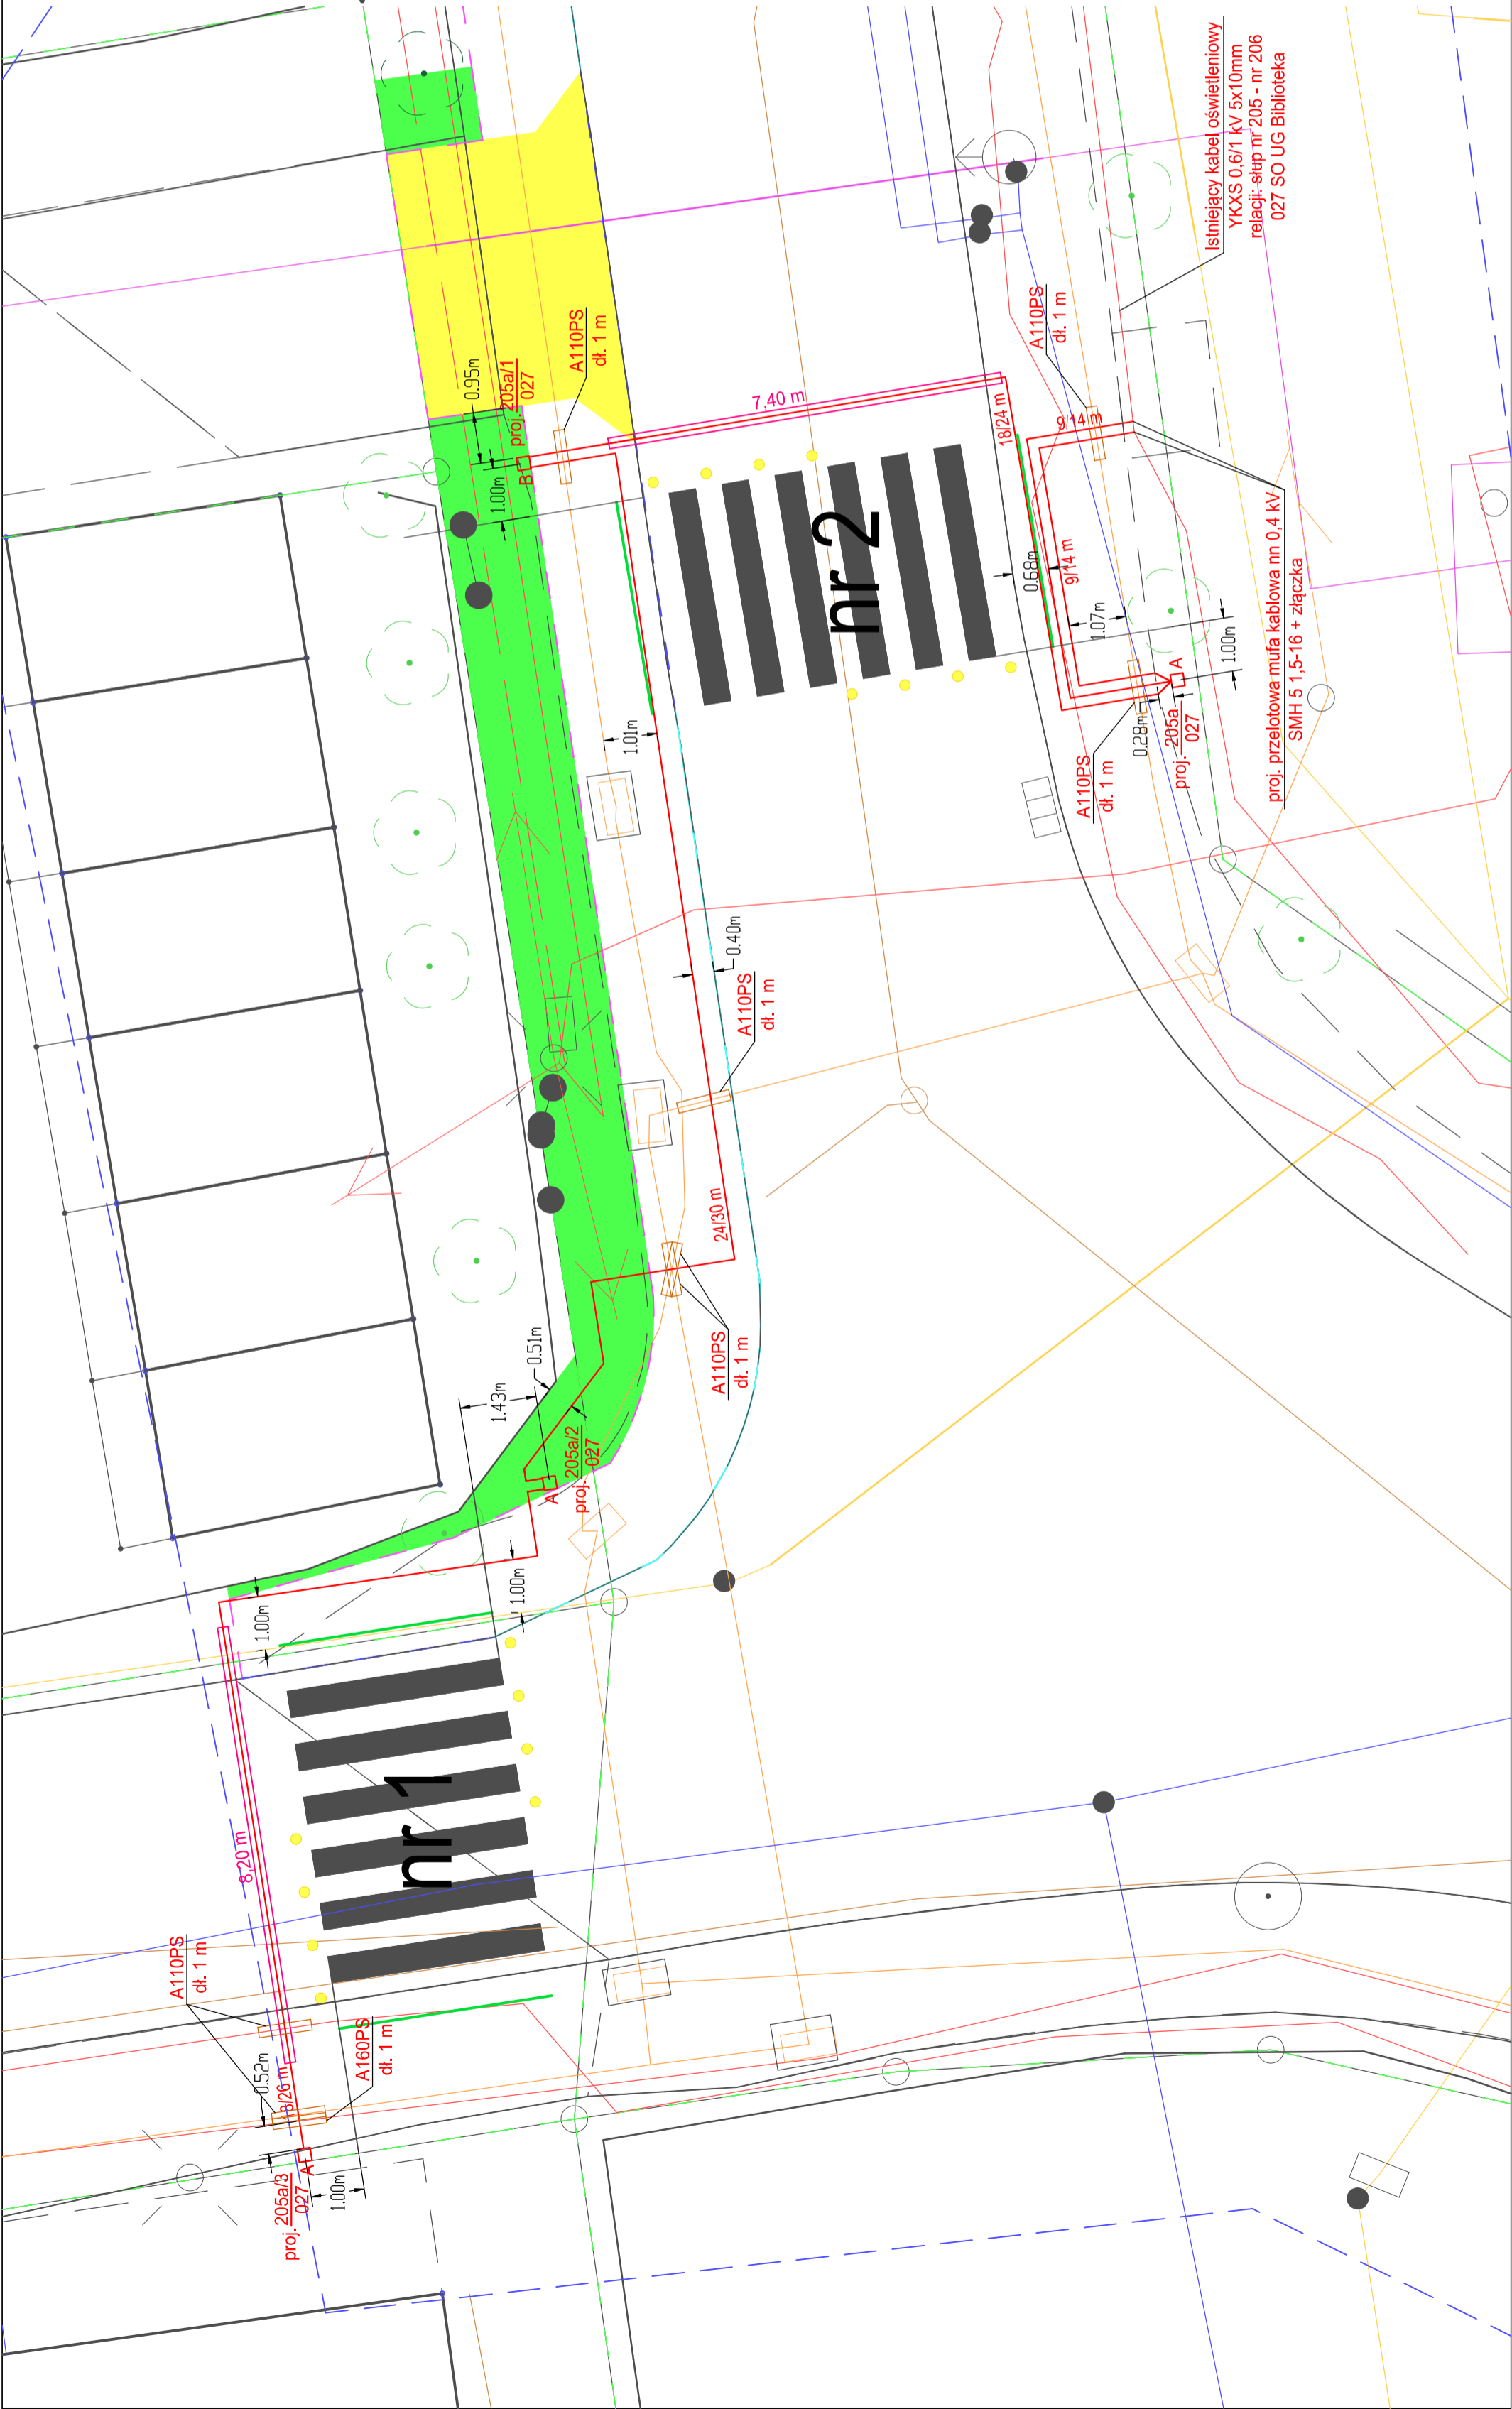 Istniejący kabel oświetleniowy
YKXS 0,6/1 kV 5x10mm
relacji: słup nr 205 - nr 206
027 SO UG Biblioteka
A110PS
dł. 1 m
0.95m
proj. 205a/1
027
B
1.00m
A110PS
dł. 1 m
7,40 m
18/24 m
9/14 m
nr 2
0.68m
9/14 m
1.07m
1.00m
A
0.28m
proj. 205a
027
A110PS
dł. 1 m
proj. przelotowa mufa kablowa nn 0,4 kV
SMH 5 1,5-16 + złączka
1.01m
0.40m
A110PS
dł. 1 m
24/30 m
A110PS
dł. 1 m
0.51m
1.43m
A
proj. 205a/2
027
1.00m
1.00m
nr 1
8,20 m
A110PS
dł. 1 m
A160PS
dł. 1 m
0.52m
18/26 m
A
proj. 205a/3
027
1.00m